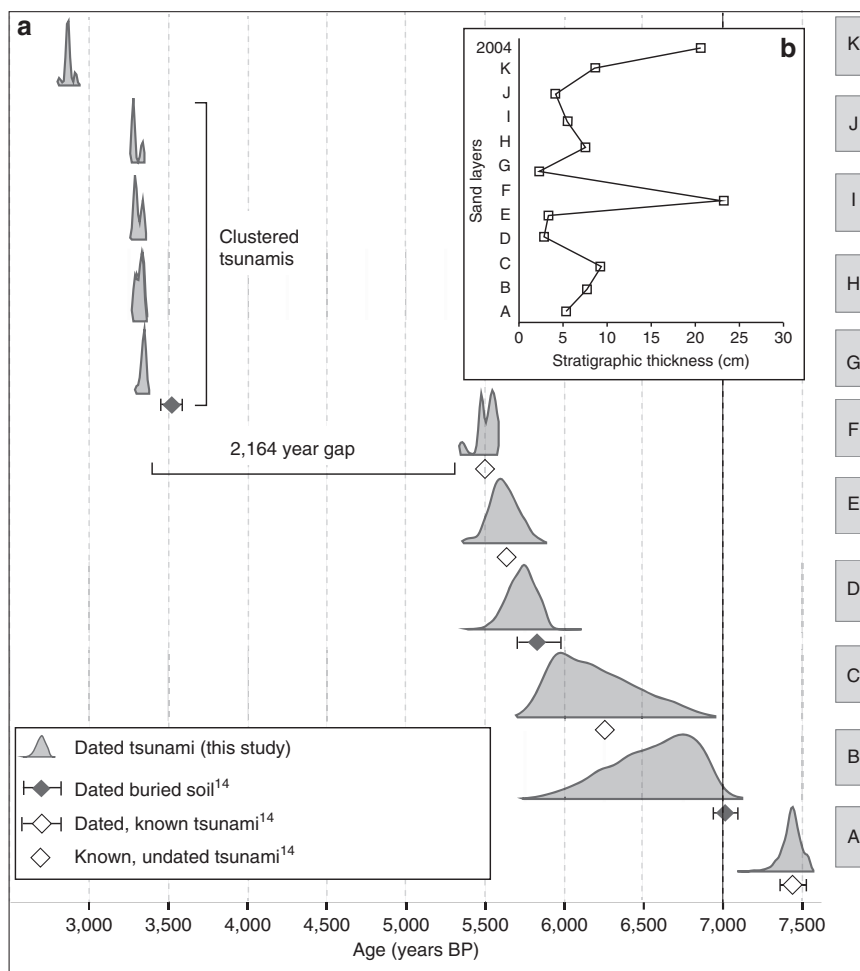 a
b
2004
K
J
I
H
G
F
E
D
C
B
A
Sand layers
0 5 10 15 20 25 30
Stratigraphic thickness (cm)
Clustered
tsunamis
2,164 year gap
K
J
I
H
G
F
E
D
C
B
A
Dated tsunami (this study)
Dated buried soil¹⁴
Dated, known tsunami¹⁴
Known, undated tsunami¹⁴
3,000 3,500 4,000 4,500 5,000 5,500 6,000 6,500 7,000 7,500
Age (years BP)